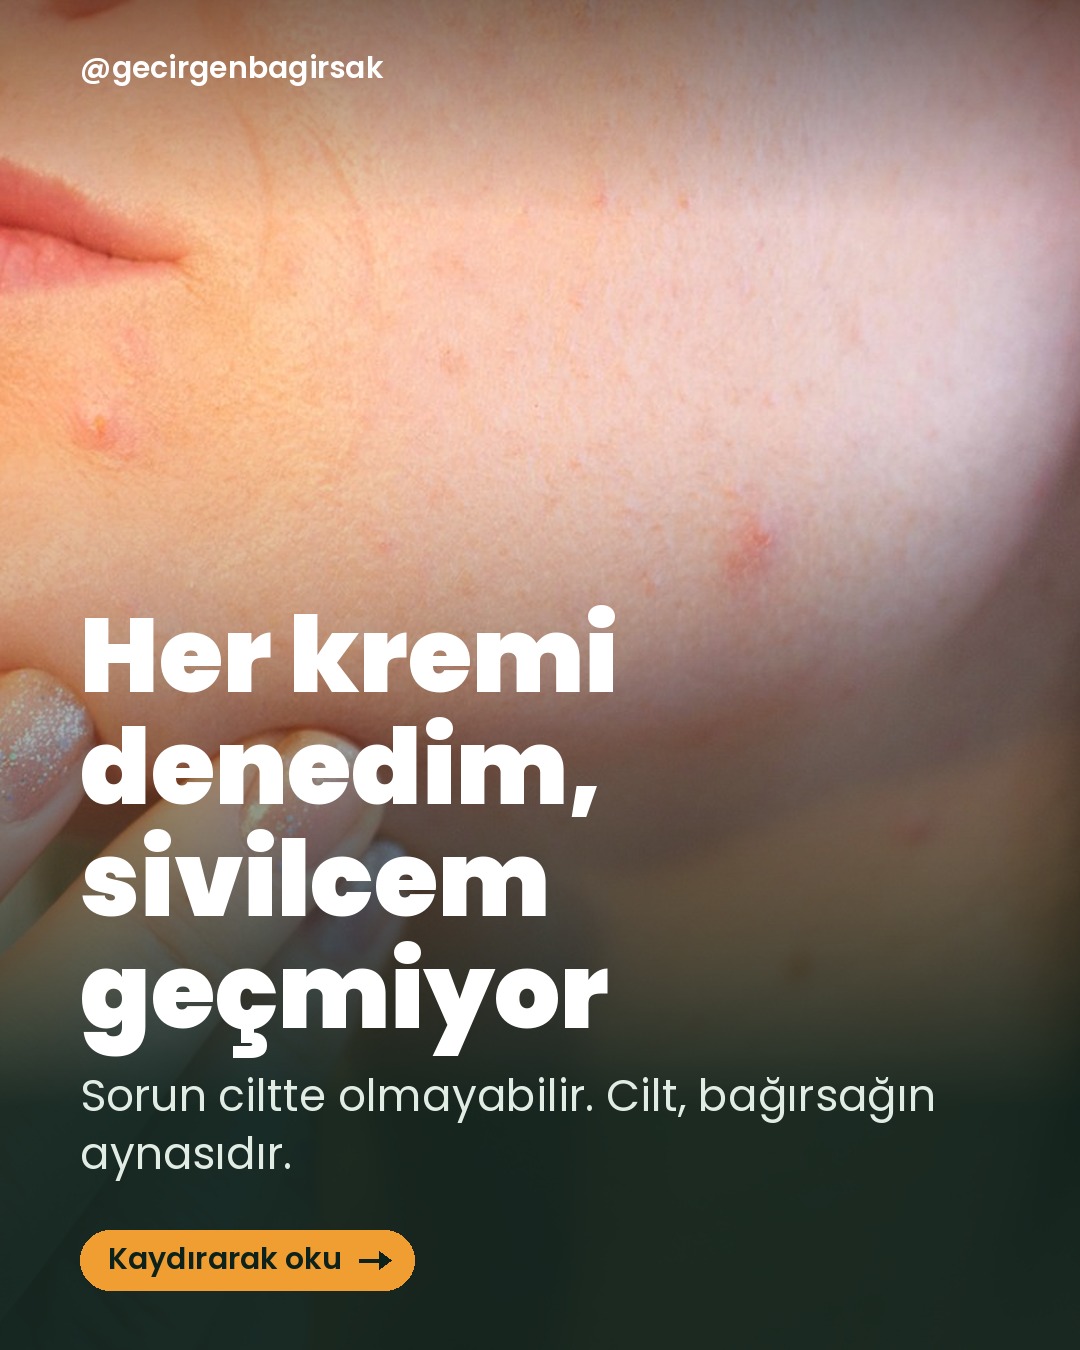 @gecirgenbagirsak
Her kremi
denedim,
sivilcem
geçmiyor
Sorun ciltte olmayabilir. Cilt, bağırsağın
aynasıdır.
Kaydırarak oku →